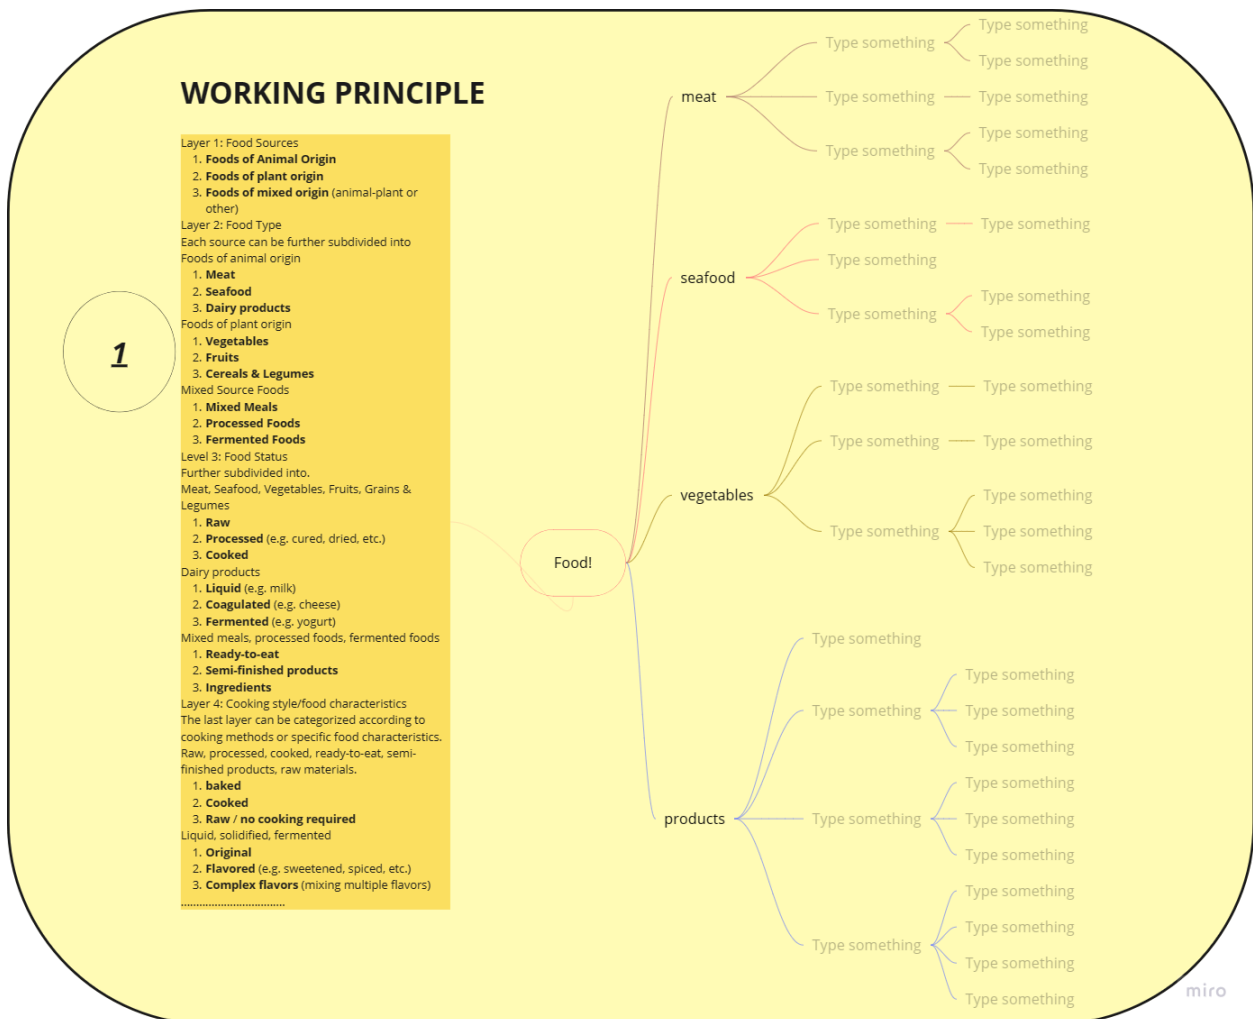 WORKING PRINCIPLE
Layer 1: Food Sources
1. Foods of Animal Origin
2. Foods of plant origin
3. Foods of mixed origin (animal-plant or
other)
Layer 2: Food Type
Each source can be further subdivided into
Foods of animal origin
1. Meat
2. Seafood
3. Dairy products
Foods of plant origin
1. Vegetables
2. Fruits
3. Cereals & Legumes
Mixed Source Foods
1. Mixed Meals
2. Processed Foods
3. Fermented Foods
Level 3: Food Status
Further subdivided into.
Meat, Seafood, Vegetables, Fruits, Grains &
Legumes
1. Raw
2. Processed (e.g. cured, dried, etc.)
3. Cooked
Dairy products
1. Liquid (e.g. milk)
2. Coagulated (e.g. cheese)
3. Fermented (e.g. yogurt)
Mixed meals, processed foods, fermented foods
1. Ready-to-eat
2. Semi-finished products
3. Ingredients
Layer 4: Cooking style/food characteristics
The last layer can be categorized according to
cooking methods or specific food characteristics.
Raw, processed, cooked, ready-to-eat, semi-
finished products, raw materials.
1. baked
2. Cooked
3. Raw / no cooking required
Liquid, solidified, fermented
1. Original
2. Flavored (e.g. sweetened, spiced, etc.)
3. Complex flavors (mixing multiple flavors)
..................................
1
Food!
meat
Type something
Type something
Type something
Type something
Type something
Type something
Type something
Type something
seafood
Type something
Type something
Type something
Type something
Type something
Type something
vegetables
Type something
Type something
Type something
Type something
Type something
Type something
Type something
Type something
products
Type something
Type something
Type something
Type something
Type something
Type something
Type something
Type something
Type something
Type something
Type something
Type something
Type something
Type something
miro